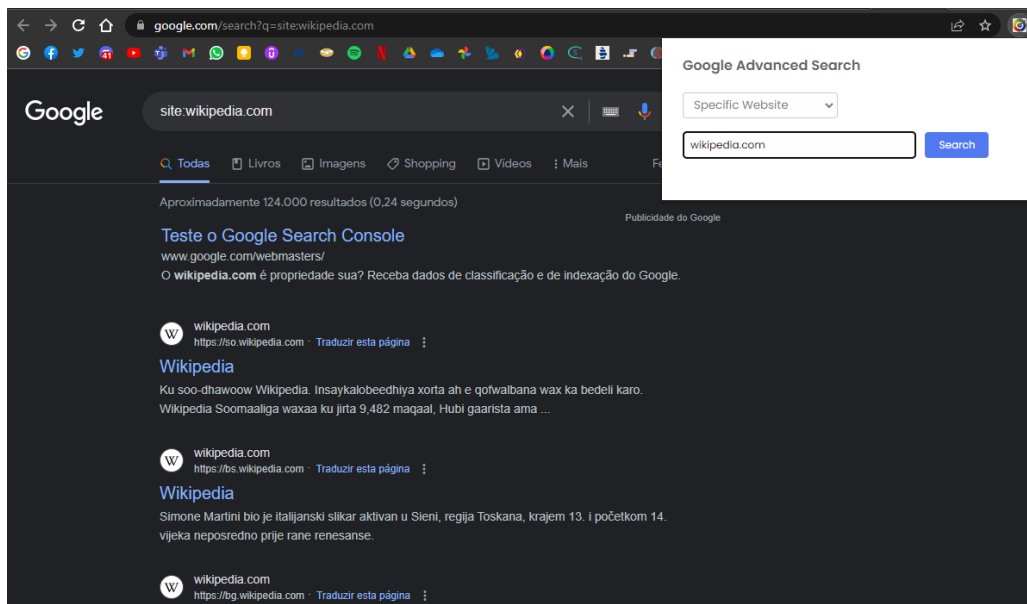 google.com/search?q=site:wikipedia.com
Google Advanced Search
Specific Website
wikipedia.com
Search
Google
site:wikipedia.com
Todas
Livros
Imagens
Shopping
Vídeos
Mais
Fe
Aproximadamente 124.000 resultados (0,24 segundos)
Publicidade do Google
Teste o Google Search Console
www.google.com/webmasters/
O wikipedia.com é propriedade sua? Receba dados de classificação e de indexação do Google.
W
wikipedia.com
https://so.wikipedia.com · Traduzir esta página
Wikipedia
Ku soo-dhawoow Wikipedia. Insaykalobeedhiya xorta ah e qofwalbana wax ka bedeli karo.
Wikipedia Soomaaliga waxaa ku jirta 9,482 maqaal, Hubi gaarista ama ...
W
wikipedia.com
https://bs.wikipedia.com · Traduzir esta página
Wikipedia
Simone Martini bio je italijanski slikar aktivan u Sieni, regija Toskana, krajem 13. i početkom 14.
vijeka neposredno prije rane renesanse.
W
wikipedia.com
https://bg.wikipedia.com · Traduzir esta página